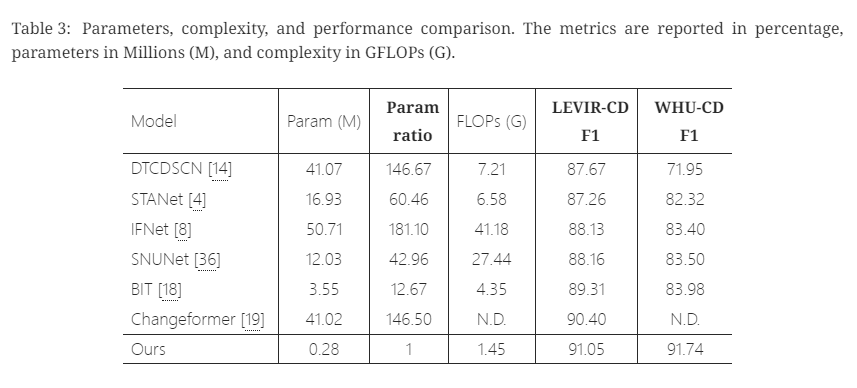 Table 3: Parameters, complexity, and performance comparison. The metrics are reported in percentage,
parameters in Millions (M), and complexity in GFLOPs (G).
Model Param (M) Param ratio FLOPs (G) LEVIR-CD F1 WHU-CD F1
DTCDSCN [14] 41.07 146.67 7.21 87.67 71.95
STANet [4] 16.93 60.46 6.58 87.26 82.32
IFNet [8] 50.71 181.10 41.18 88.13 83.40
SNUNet [36] 12.03 42.96 27.44 88.16 83.50
BIT [18] 3.55 12.67 4.35 89.31 83.98
Changeformer [19] 41.02 146.50 N.D. 90.40 N.D.
Ours 0.28 1 1.45 91.05 91.74